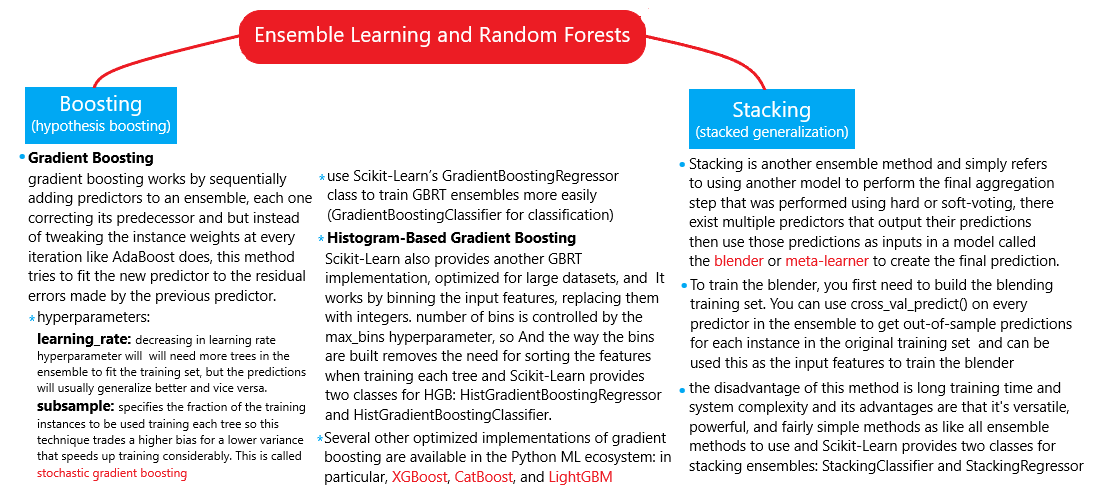 Ensemble Learning and Random Forests
Boosting
(hypothesis boosting)
Gradient Boosting
gradient boosting works by sequentially
adding predictors to an ensemble, each one
correcting its predecessor and but instead
of tweaking the instance weights at every
iteration like AdaBoost does, this method
tries to fit the new predictor to the residual
errors made by the previous predictor.
*hyperparameters:
learning_rate: decreasing in learning rate
hyperparameter will will need more trees in the
ensemble to fit the training set, but the predictions
will usually generalize better and vice versa.
subsample: specifies the fraction of the training
instances to be used training each tree so this
technique trades a higher bias for a lower variance
that speeds up training considerably. This is called
stochastic gradient boosting
*use Scikit-Learn's GradientBoostingRegressor
class to train GBRT ensembles more easily
(GradientBoostingClassifier for classification)
* Histogram-Based Gradient Boosting
Scikit-Learn also provides another GBRT
implementation, optimized for large datasets, and It
works by binning the input features, replacing them
with integers. number of bins is controlled by the
max_bins hyperparameter, so And the way the bins
are built removes the need for sorting the features
when training each tree and Scikit-Learn provides
two classes for HGB: HistGradientBoostingRegressor
and HistGradientBoostingClassifier.
*Several other optimized implementations of gradient
boosting are available in the Python ML ecosystem: in
particular, XGBoost, CatBoost, and LightGBM
Stacking
(stacked generalization)
• Stacking is another ensemble method and simply refers
to using another model to perform the final aggregation
step that was performed using hard or soft-voting, there
exist multiple predictors that output their predictions
then use those predictions as inputs in a model called
the blender or meta-learner to create the final prediction.
• To train the blender, you first need to build the blending
training set. You can use cross_val_predict() on every
predictor in the ensemble to get out-of-sample predictions
for each instance in the original training set and can be
used this as the input features to train the blender
• the disadvantage of this method is long training time and
system complexity and its advantages are that it's versatile,
powerful, and fairly simple methods as like all ensemble
methods to use and Scikit-Learn provides two classes for
stacking ensembles: StackingClassifier and StackingRegressor